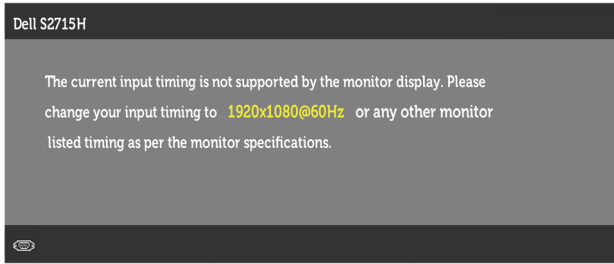 Dell S2715H
The current input timing is not supported by the monitor display. Please
change your input timing to 1920x1080@60Hz or any other monitor
listed timing as per the monitor specifications.